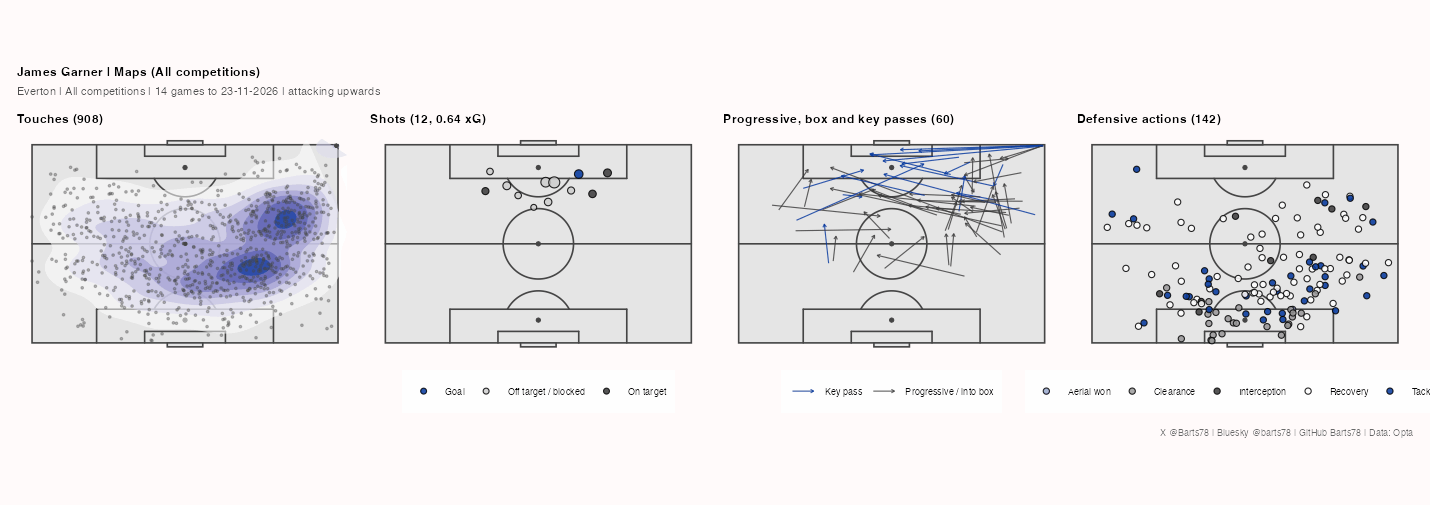 James Garner | Maps (All competitions)
Everton | All competitions | 14 games to 23-11-2026 | attacking upwards
Touches (908)
Shots (12, 0.64 xG)
Progressive, box and key passes (60)
Defensive actions (142)
Goal
Off target / blocked
On target
Key pass
Progressive / into box
Aerial won
Clearance
Interception
Recovery
Tack
X @Barts78 | Bluesky @barts78 | GitHub Barts78 | Data: Opta